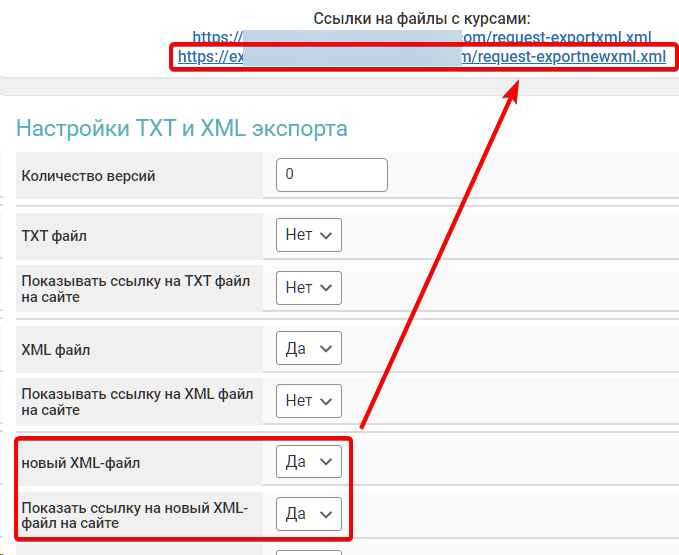 Ссылки на файлы с курсами:
https:// om/request-exportxml.xml
https://ex m/request-exportnewxml.xml
Настройки TXT и XML экспорта
Количество версий
0
TXT файл
Нет
Показывать ссылку на TXT файл
на сайте
Нет
XML файл
Да
Показывать ссылку на XML файл
на сайте
Нет
новый XML-файл
Да
Показать ссылку на новый XML-
файл на сайте
Да